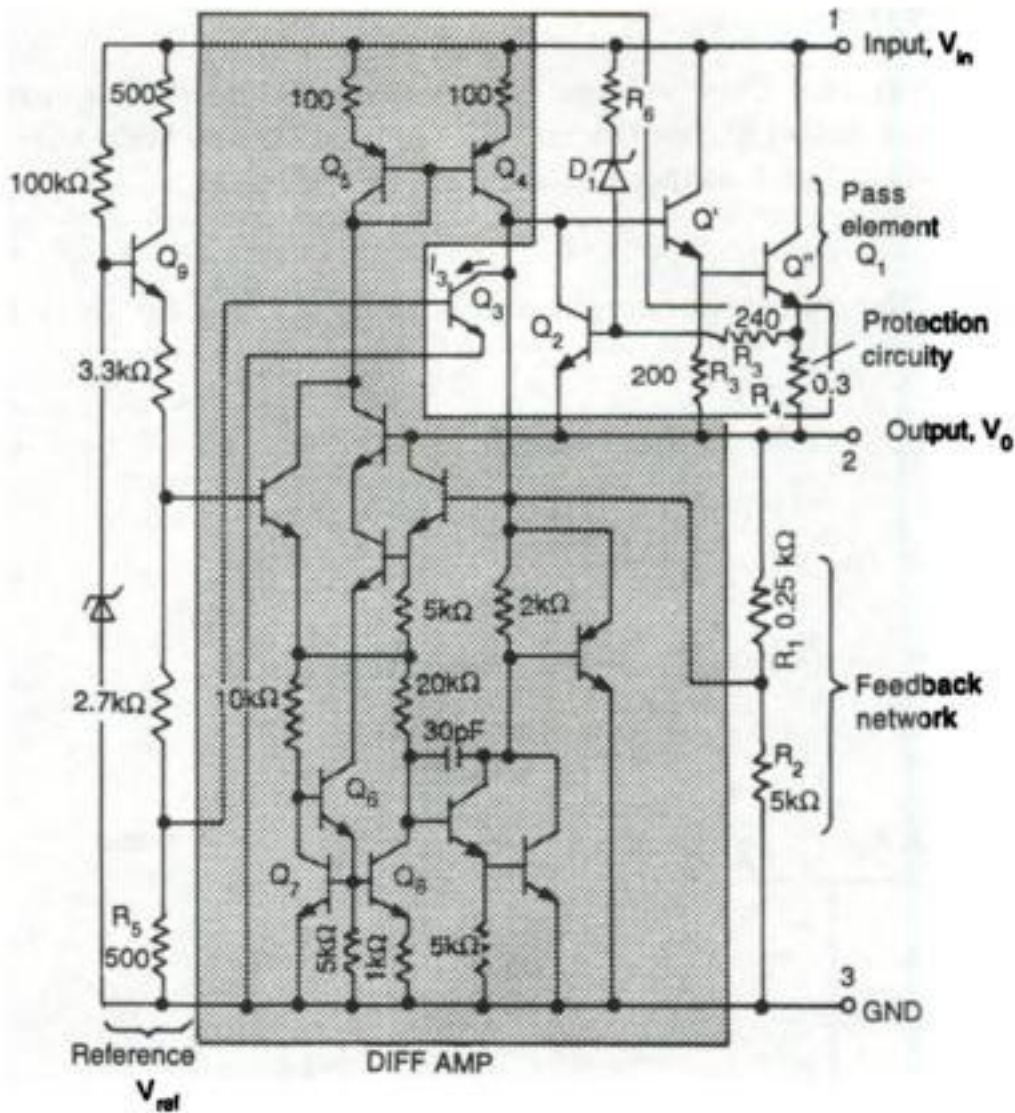 1
Input, V_in
500
100
100
R_6
100kΩ
Q_5
Q_4
D_1
Q'
Pass
element
Q_1
Q"
Q_9
I_3
Q_3
Q_2
240
R_3
Protection
circuity
3.3kΩ
200
R_3
R_4
0.3
Output, V_0
2
5kΩ
2kΩ
R_1 0.25 kΩ
2.7kΩ
10kΩ
20kΩ
Feedback
network
30pF
R_2
5kΩ
Q_6
Q_7
Q_8
R_5
500
5kΩ
1kΩ
5kΩ
3
GND
Reference
V_ref
DIFF AMP